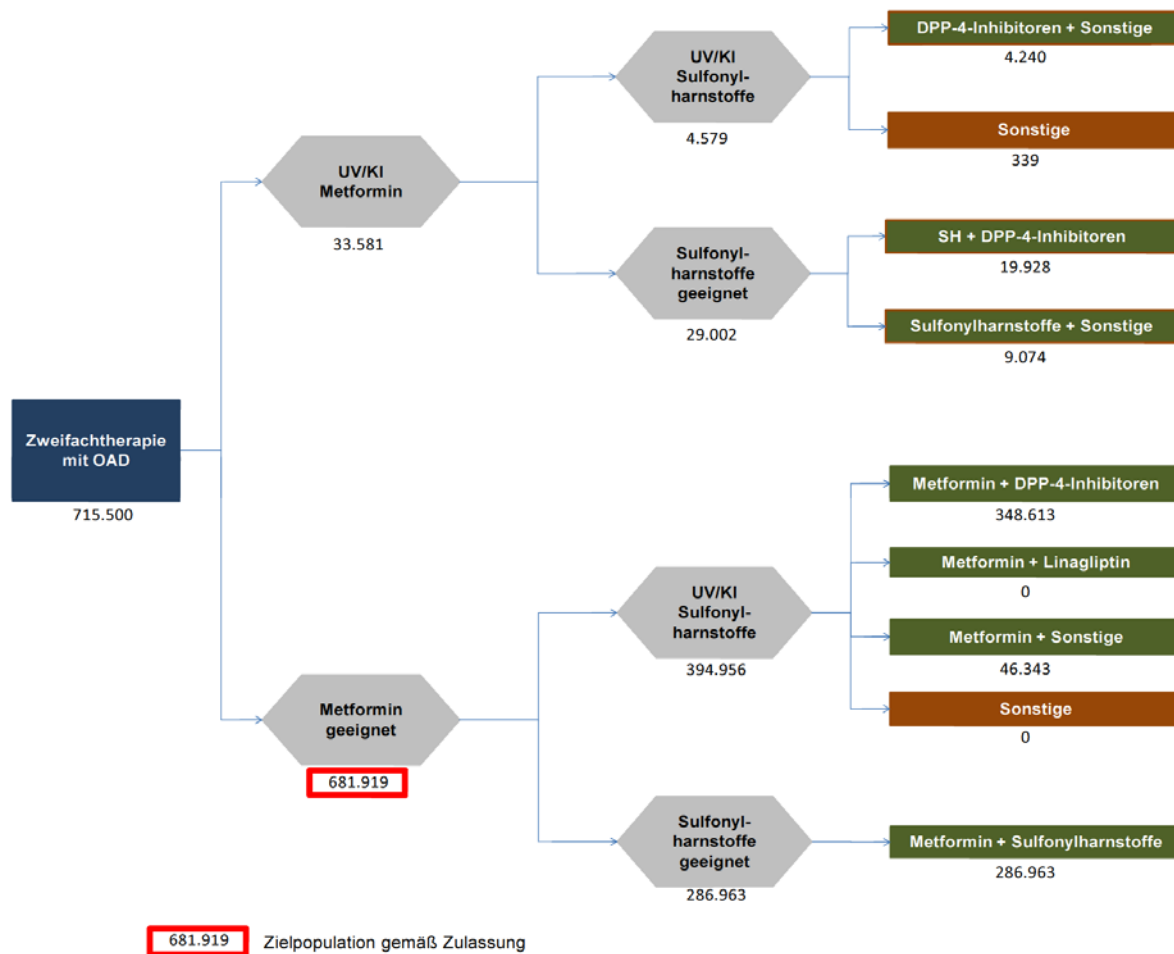 Zweifachtherapie
mit OAD
715.500
UV/KI
Metformin
33.581
Metformin
geeignet
681.919
UV/KI
Sulfonyl-
harnstoffe
4.579
Sulfonyl-
harnstoffe
geeignet
29.002
UV/KI
Sulfonyl-
harnstoffe
394.956
Sulfonyl-
harnstoffe
geeignet
286.963
DPP-4-Inhibitoren + Sonstige
4.240
Sonstige
339
SH + DPP-4-Inhibitoren
19.928
Sulfonylharnstoffe + Sonstige
9.074
Metformin + DPP-4-Inhibitoren
348.613
Metformin + Linagliptin
0
Metformin + Sonstige
46.343
Sonstige
0
Metformin + Sulfonylharnstoffe
286.963
681.919 Zielpopulation gemäß Zulassung